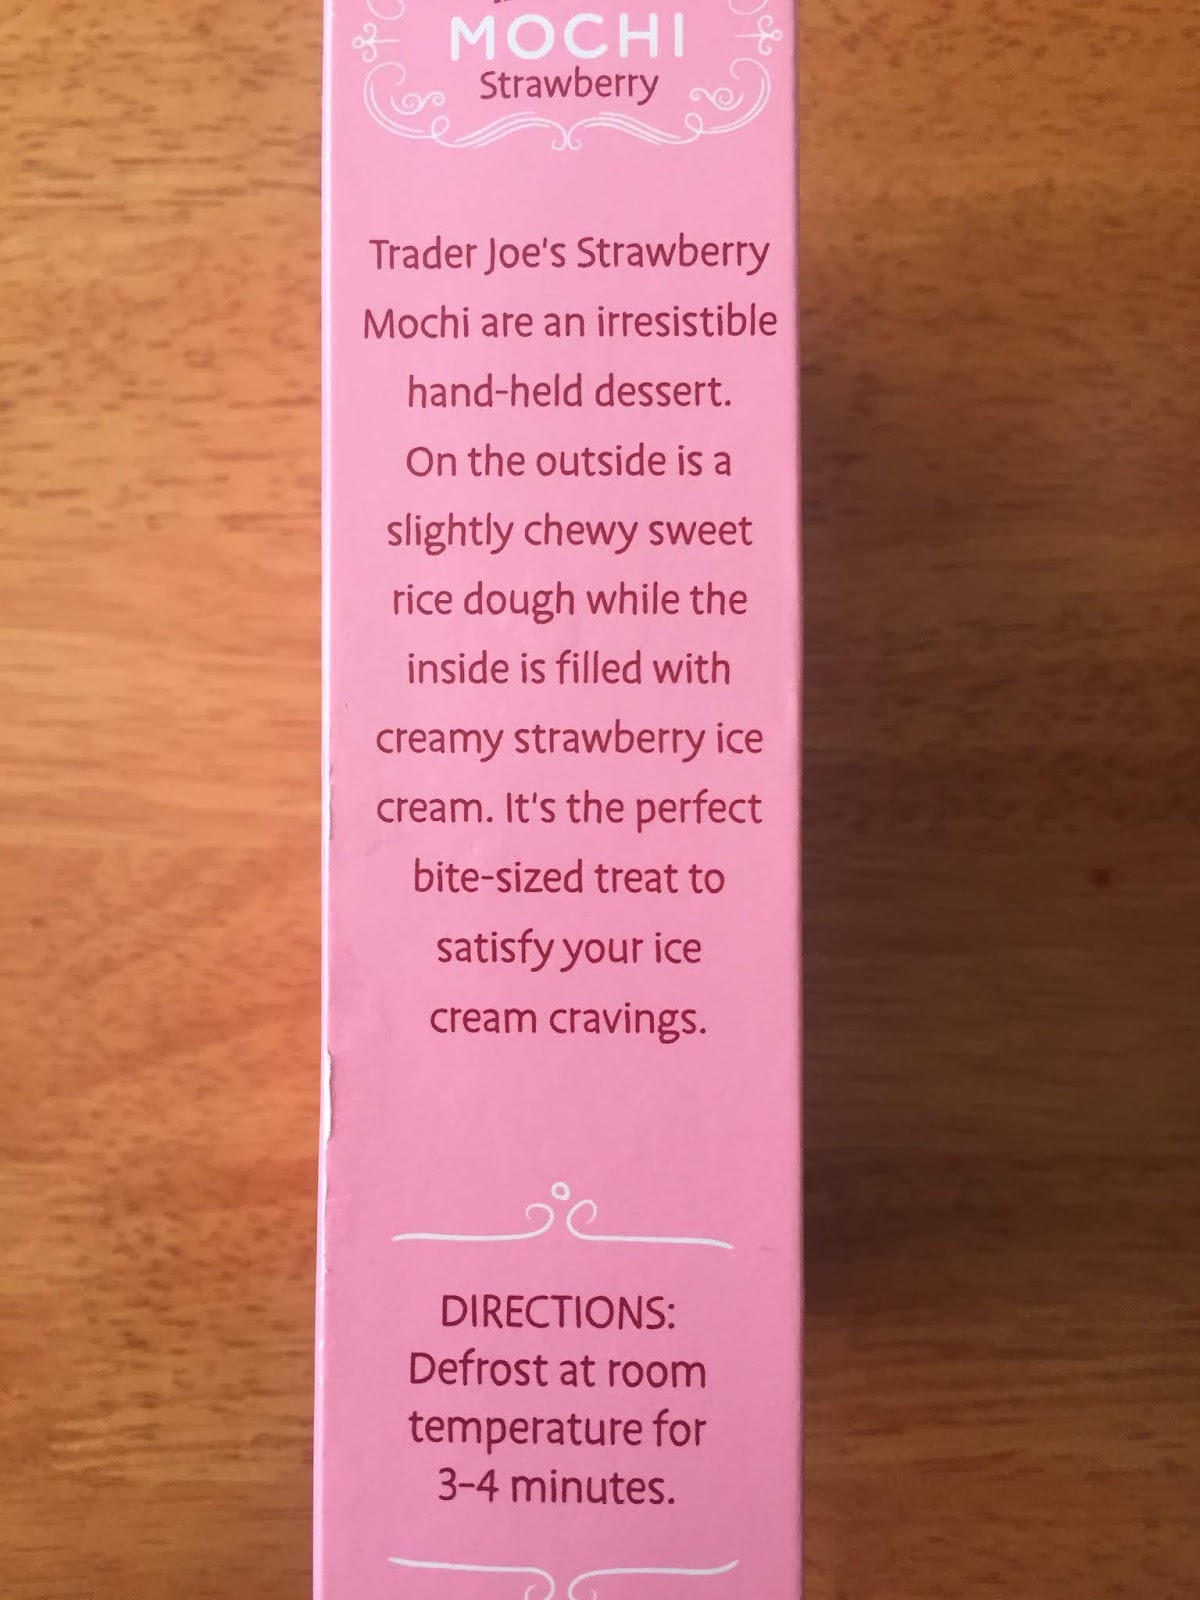 MOCHI
Strawberry
Trader Joe's Strawberry
Mochi are an irresistible
hand-held dessert.
On the outside is a
slightly chewy sweet
rice dough while the
inside is filled with
creamy strawberry ice
cream. It's the perfect
bite-sized treat to
satisfy your ice
cream cravings.
DIRECTIONS:
Defrost at room
temperature for
3-4 minutes.